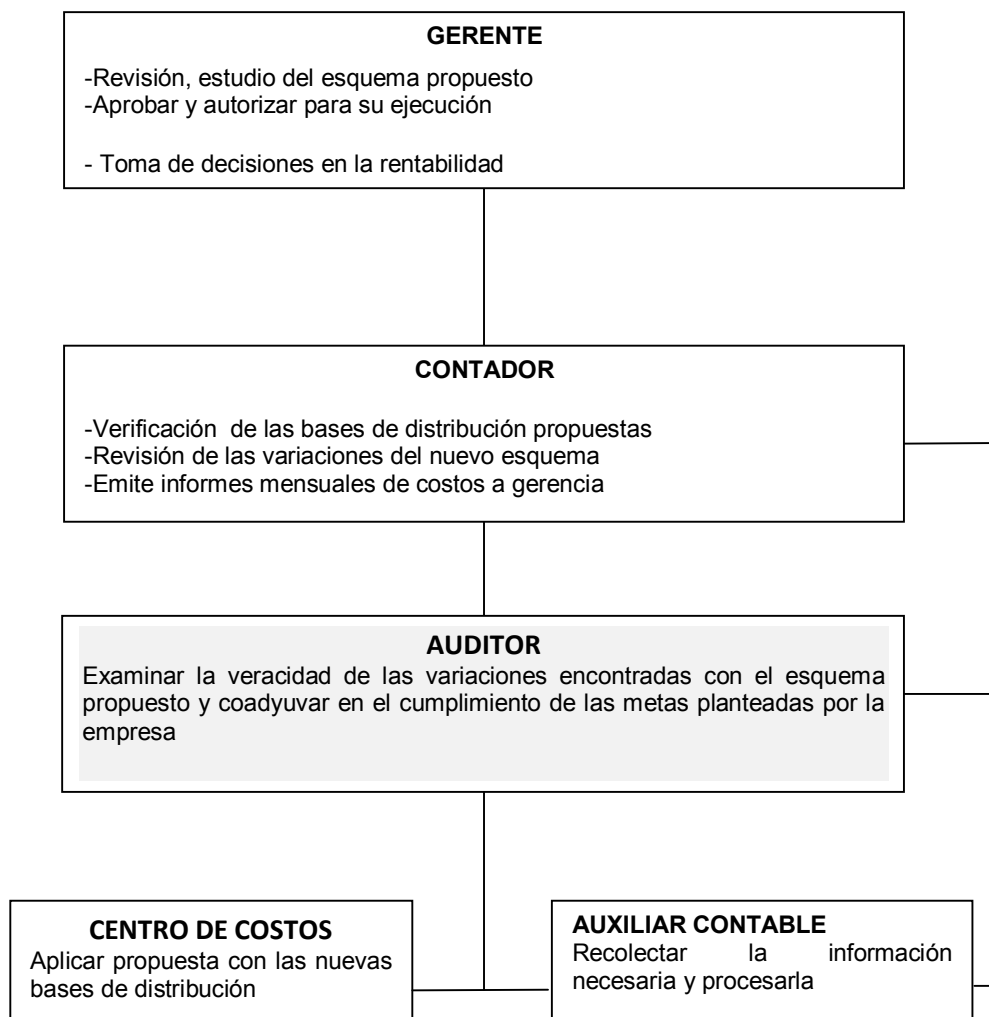 GERENTE
-Revisión, estudio del esquema propuesto
-Aprobar y autorizar para su ejecución
- Toma de decisiones en la rentabilidad
CONTADOR
-Verificación  de las bases de distribución propuestas
-Revisión de las variaciones del nuevo esquema
-Emite informes mensuales de costos a gerencia
AUDITOR
Examinar la veracidad de las variaciones encontradas con el esquema
propuesto y coadyuvar en el cumplimiento de las metas planteadas por la
empresa
CENTRO DE COSTOS
Aplicar propuesta con las nuevas
bases de distribución
AUXILIAR CONTABLE
Recolectar la información
necesaria y procesarla